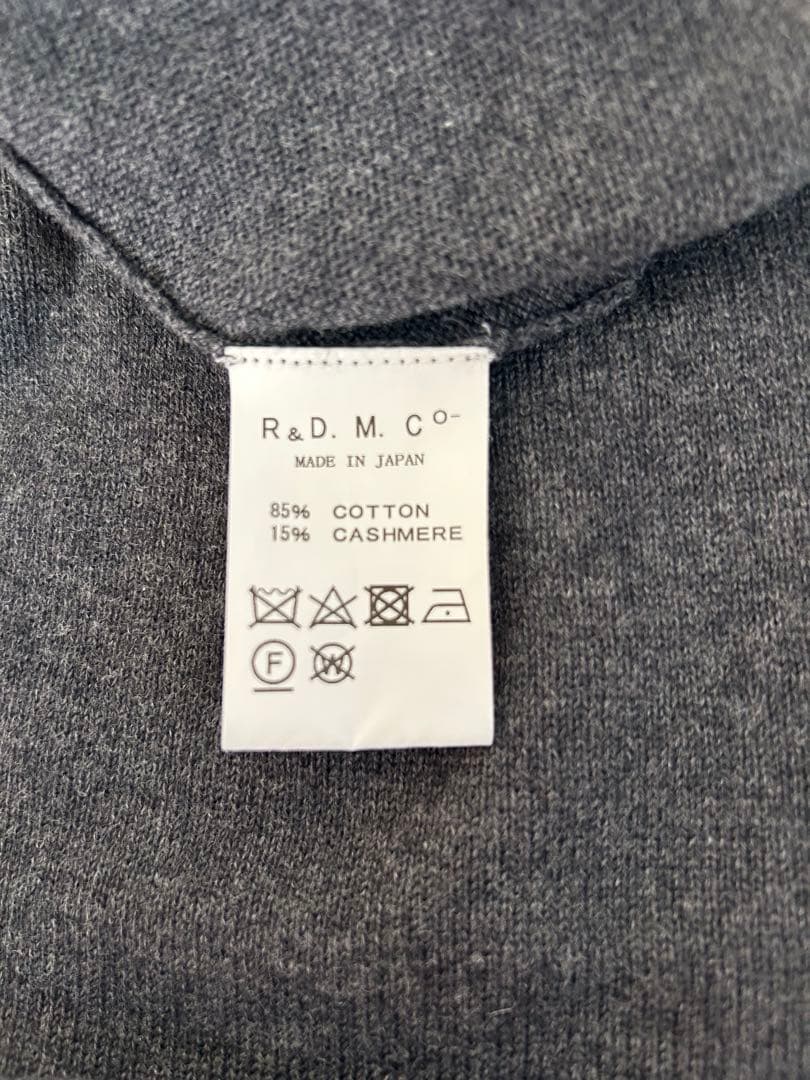 R&D. M. Co-
MADE IN JAPAN
85% COTTON
15% CASHMERE
F
W